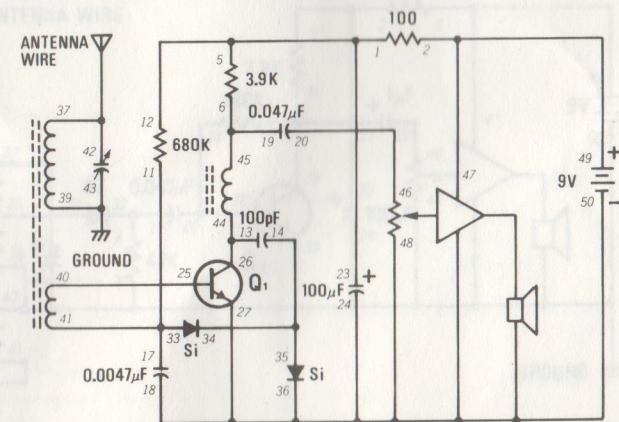 100
1 2
ANTENNA
WIRE
5
3.9K
6
0.047µF
19 20
37
12
680K
11
42
43
39
45
44
46
48
47
49
+
9V
50
−
100pF
13 14
GROUND
40
41
25
26
Q1
27
23
+
100µF
24
33 34
Si
17
0.0047µF
18
35
Si
36